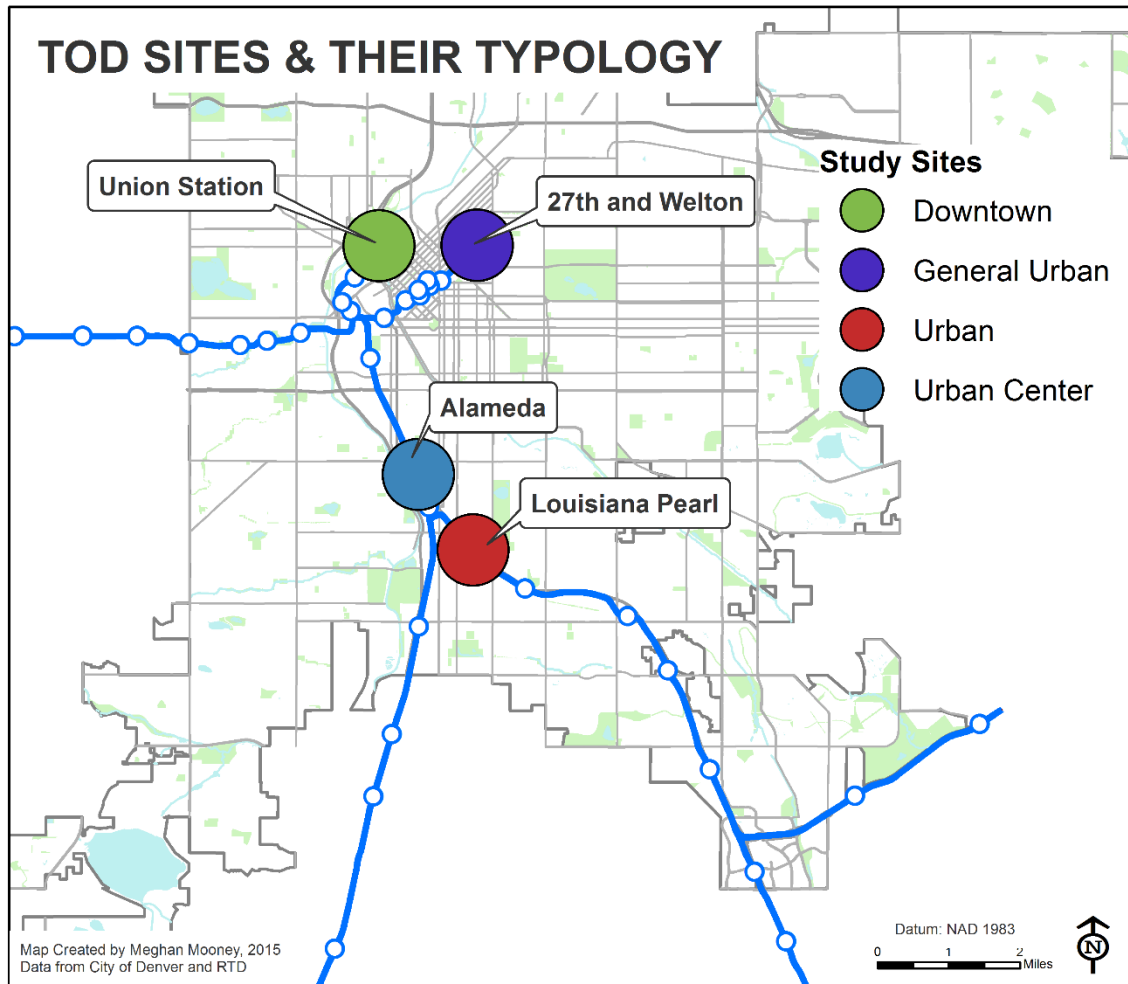 TOD SITES & THEIR TYPOLOGY
Union Station
27th and Welton
Study Sites
Downtown
General Urban
Urban
Urban Center
Alameda
Louisiana Pearl
Map Created by Meghan Mooney, 2015
Data from City of Denver and RTD
Datum: NAD 1983
0 1 2
Miles
N